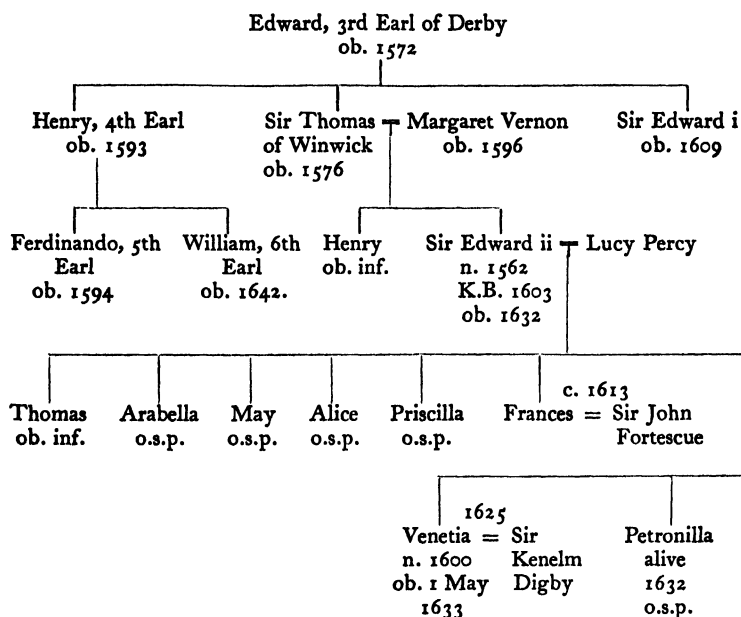 Edward, 3rd Earl of Derby
ob. 1572
Henry, 4th Earl
ob. 1593
Sir Thomas
of Winwick
ob. 1576
Margaret Vernon
ob. 1596
Sir Edward i
ob. 1609
Ferdinando, 5th
Earl
ob. 1594
William, 6th
Earl
ob. 1642.
Henry
ob. inf.
Sir Edward ii
n. 1562
K.B. 1603
ob. 1632
Lucy Percy
Thomas
ob. inf.
Arabella
o.s.p.
May
o.s.p.
Alice
o.s.p.
Priscilla
o.s.p.
c. 1613
Frances = Sir John
Fortescue
1625
Venetia = Sir
n. 1600 Kenelm
ob. 1 May Digby
1633
Petronilla
alive
1632
o.s.p.